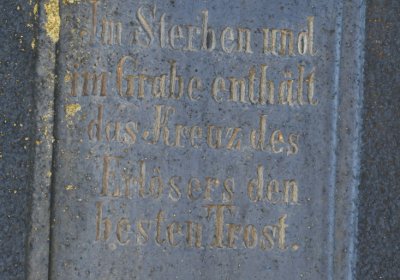 Im Sterben und
im Grabe enthält
das Kreuz des
Erlösers den
besten Trost.